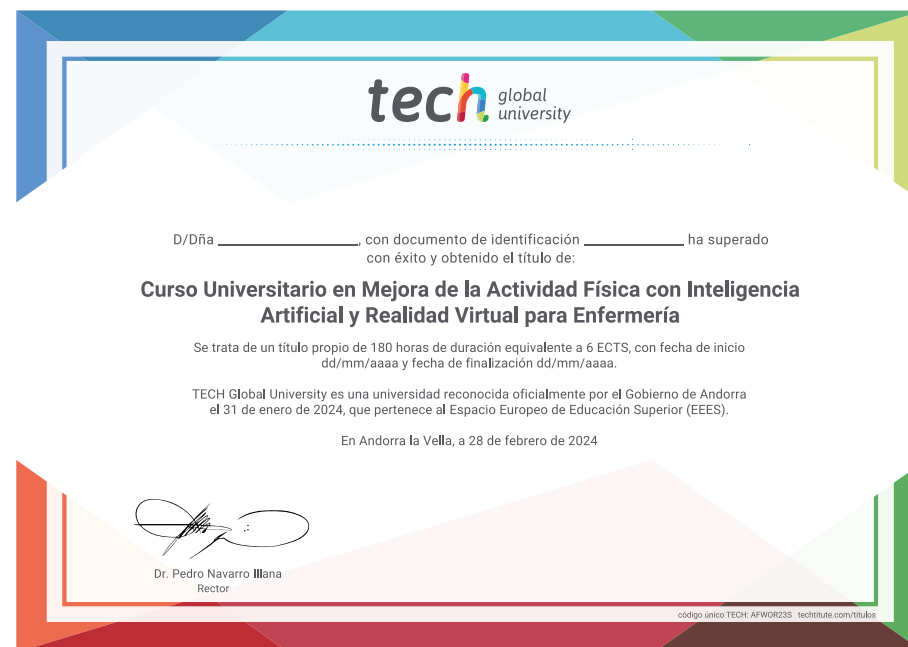 tech global university
D/Dña ____________________, con documento de identificación ______________ ha superado
con éxito y obtenido el título de:
Curso Universitario en Mejora de la Actividad Física con Inteligencia
Artificial y Realidad Virtual para Enfermería
Se trata de un título propio de 180 horas de duración equivalente a 6 ECTS, con fecha de inicio
dd/mm/aaaa y fecha de finalización dd/mm/aaaa.
TECH Global University es una universidad reconocida oficialmente por el Gobierno de Andorra
el 31 de enero de 2024, que pertenece al Espacio Europeo de Educación Superior (EEES).
En Andorra la Vella, a 28 de febrero de 2024
Dr. Pedro Navarro Illana
Rector
código único TECH: AFWOR23S techtitute.com/titulos